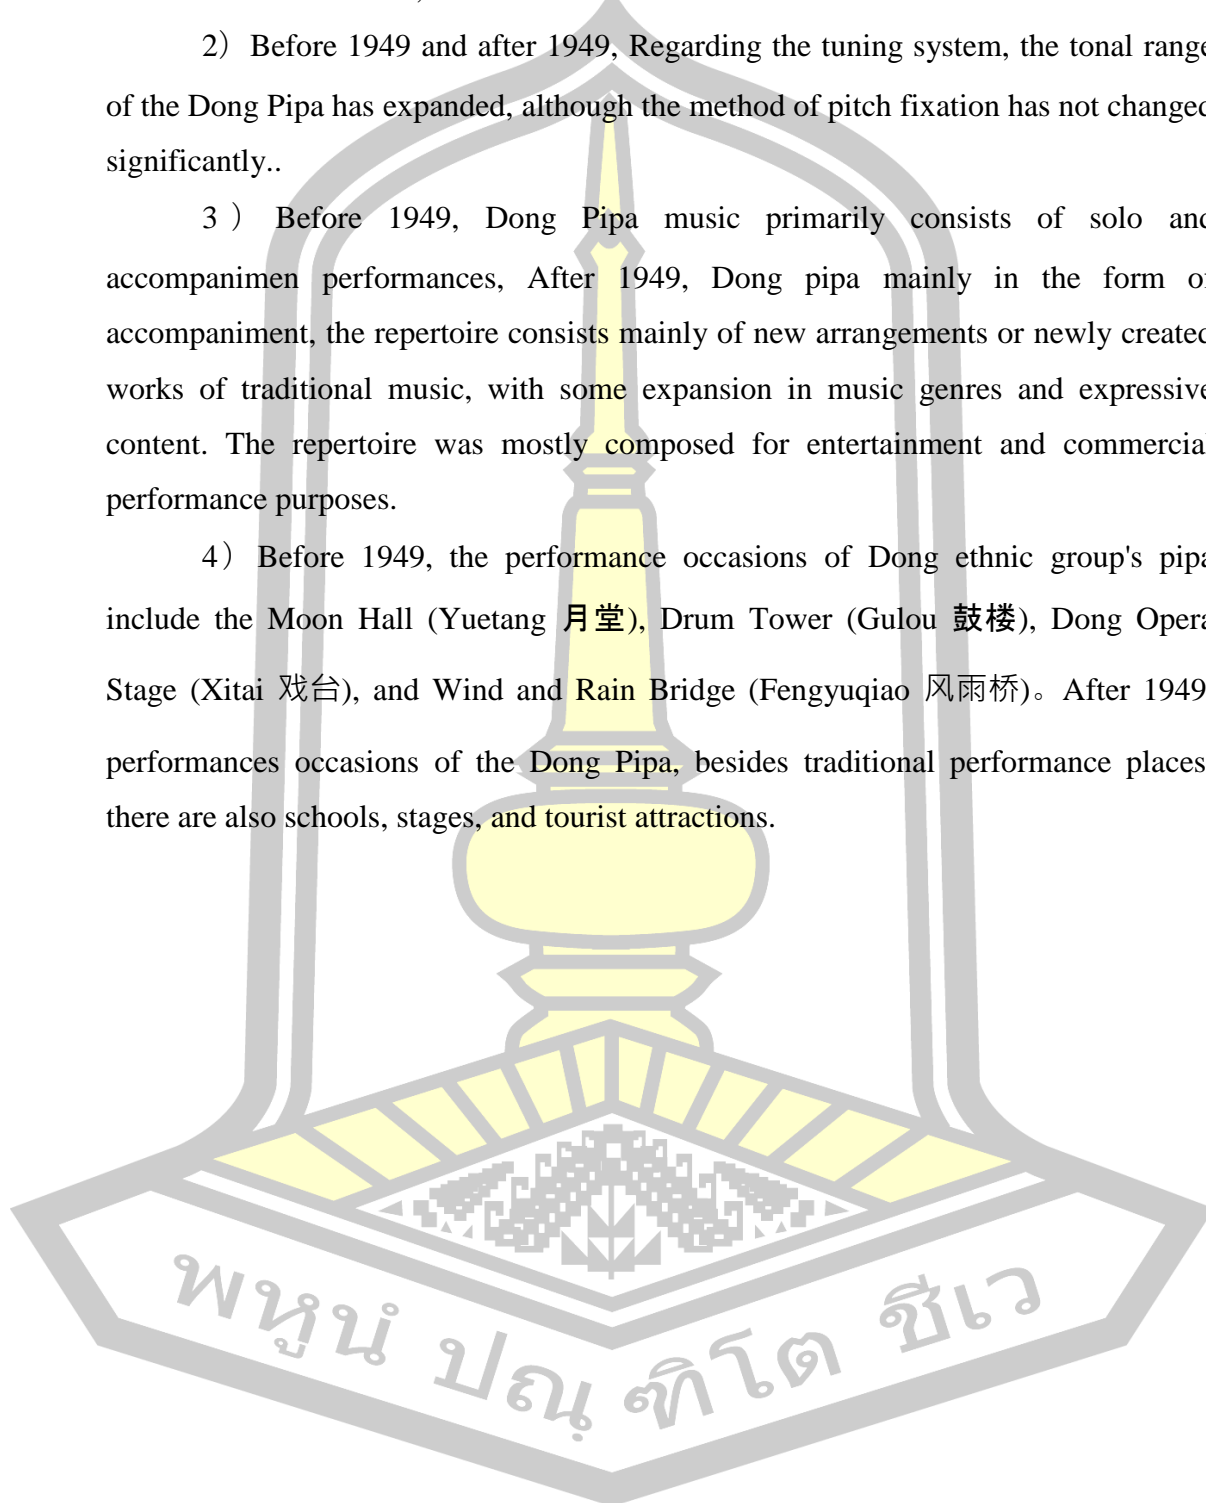 2）Before 1949 and after 1949, Regarding the tuning system, the tonal range
of the Dong Pipa has expanded, although the method of pitch fixation has not changed
significantly..
3 ） Before 1949, Dong Pipa music primarily consists of solo and
accompanimen performances, After 1949, Dong pipa mainly in the form of
accompaniment, the repertoire consists mainly of new arrangements or newly created
works of traditional music, with some expansion in music genres and expressive
content. The repertoire was mostly composed for entertainment and commercial
performance purposes.
4）Before 1949, the performance occasions of Dong ethnic group's pipa
include the Moon Hall (Yuetang 月堂), Drum Tower (Gulou 鼓楼), Dong Opera
Stage (Xitai 戏台), and Wind and Rain Bridge (Fengyuqiao 风雨桥)。After 1949
performances occasions of the Dong Pipa, besides traditional performance places
there are also schools, stages, and tourist attractions.
พหูนํ ปณฺฑิโต ชีเว